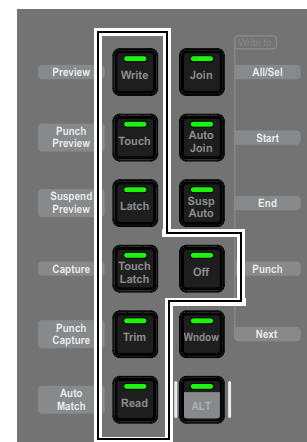 Write to
Preview Write Join All/Sel
Punch
Preview Touch Auto
Join Start
Suspend
Preview Latch Susp
Auto End
Capture Touch
Latch Off Punch
Punch
Capture Trim Wndow Next
Auto
Match Read ALT